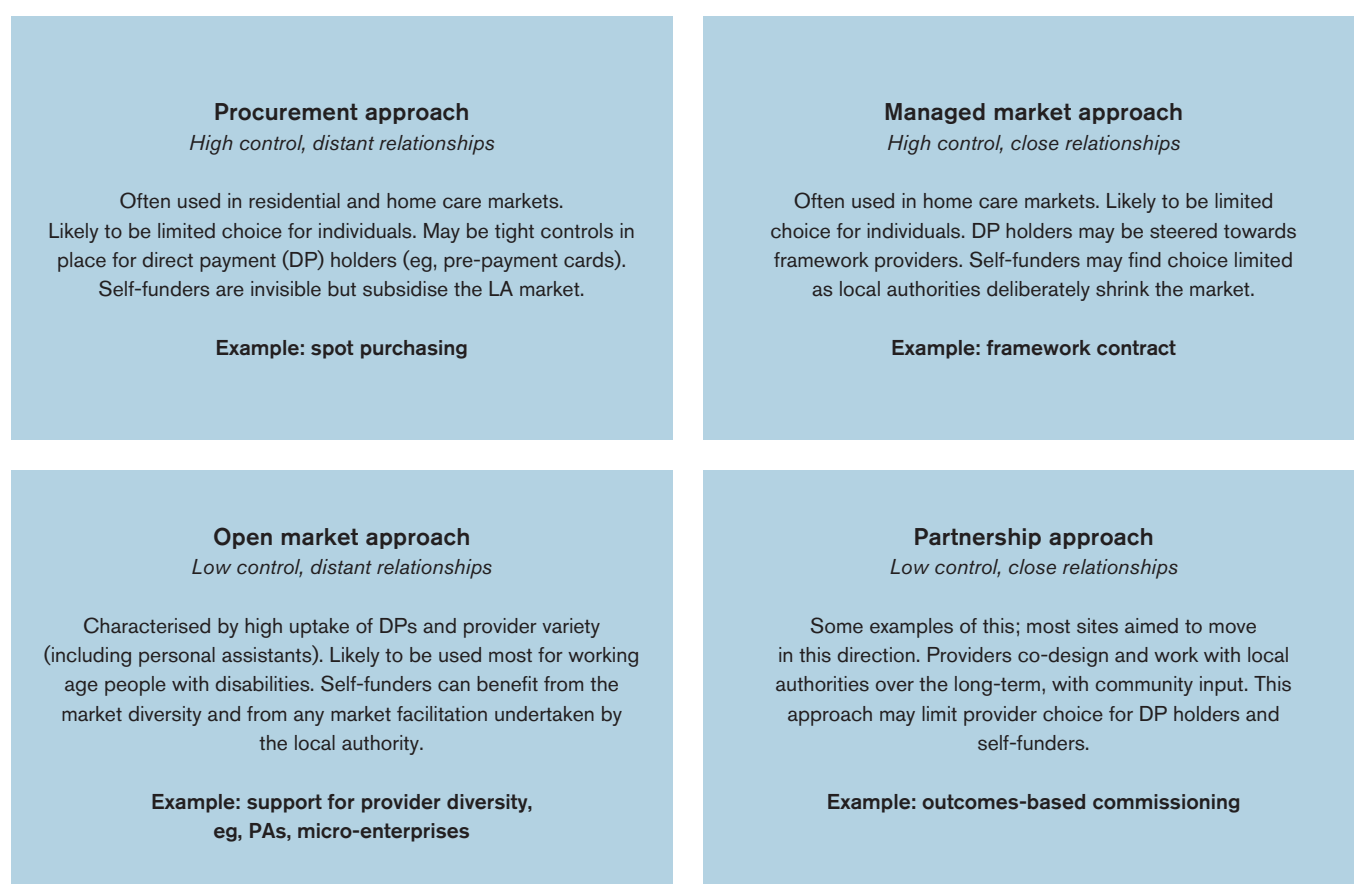 Procurement approach
High control, distant relationships
Often used in residential and home care markets.
Likely to be limited choice for individuals. May be tight controls in
place for direct payment (DP) holders (eg, pre-payment cards).
Self-funders are invisible but subsidise the LA market.
Example: spot purchasing
Managed market approach
High control, close relationships
Often used in home care markets. Likely to be limited
choice for individuals. DP holders may be steered towards
framework providers. Self-funders may find choice limited
as local authorities deliberately shrink the market.
Example: framework contract
Open market approach
Low control, distant relationships
Characterised by high uptake of DPs and provider variety
(including personal assistants). Likely to be used most for working
age people with disabilities. Self-funders can benefit from the
market diversity and from any market facilitation undertaken by
the local authority.
Example: support for provider diversity,
eg, PAs, micro-enterprises
Partnership approach
Low control, close relationships
Some examples of this; most sites aimed to move
in this direction. Providers co-design and work with local
authorities over the long-term, with community input. This
approach may limit provider choice for DP holders and
self-funders.
Example: outcomes-based commissioning